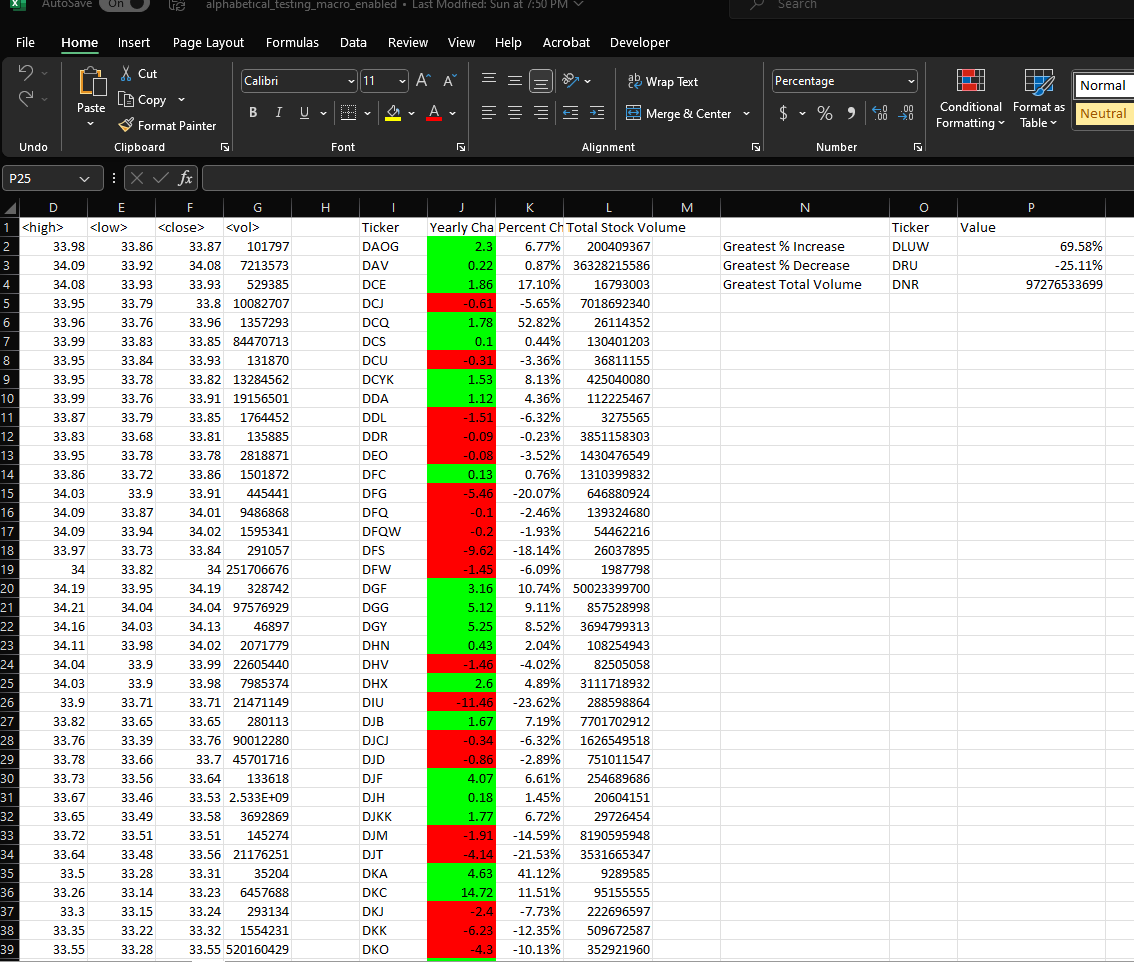 AutoSave On alphabetical_testing_macro_enabled • Last Modified: Sun at 7:50 PM Search
File Home Insert Page Layout Formulas Data Review View Help Acrobat Developer
Cut
Copy
Format Painter
Paste
Calibri 11
B I U A
Wrap Text
Merge & Center
Percentage
$ % 9
Conditional Formatting
Format as Table
Normal
Neutral
Undo Clipboard Font Alignment Number
P25 fx
D E F G H I J K L M N O P
1 <high> <low> <close> <vol> Ticker Yearly Cha Percent Ch Total Stock Volume Ticker Value
2 33.98 33.86 33.87 101797 DAOG 2.3 6.77% 200409367 Greatest % Increase DLUW 69.58%
3 34.09 33.92 34.08 7213573 DAV 0.22 0.87% 36328215586 Greatest % Decrease DRU -25.11%
4 34.08 33.93 33.93 529385 DCE 1.86 17.10% 16793003 Greatest Total Volume DNR 97276533699
5 33.95 33.79 33.8 10082707 DCJ -0.61 -5.65% 7018692340
6 33.96 33.76 33.96 1357293 DCQ 1.78 52.82% 26114352
7 33.99 33.83 33.85 84470713 DCS 0.1 0.44% 130401203
8 33.95 33.84 33.93 131870 DCU -0.31 -3.36% 36811155
9 33.95 33.78 33.82 13284562 DCYK 1.53 8.13% 425040080
10 33.99 33.76 33.91 19156501 DDA 1.12 4.36% 112225467
11 33.87 33.79 33.85 1764452 DDL -1.51 -6.32% 3275565
12 33.83 33.68 33.81 135885 DDR -0.09 -0.23% 3851158303
13 33.95 33.78 33.78 2818871 DEO -0.08 -3.52% 1430476549
14 33.86 33.72 33.86 1501872 DFC 0.13 0.76% 1310399832
15 34.03 33.9 33.91 445441 DFG -5.46 -20.07% 646880924
16 34.09 33.87 34.01 9486868 DFQ -0.1 -2.46% 139324680
17 34.09 33.94 34.02 1595341 DFQW -0.2 -1.93% 54462216
18 33.97 33.73 33.84 291057 DFS -9.62 -18.14% 26037895
19 34 33.82 34 251706676 DFW -1.45 -6.09% 1987798
20 34.19 33.95 34.19 328742 DGF 3.16 10.74% 50023399700
21 34.21 34.04 34.04 97576929 DGG 5.12 9.11% 857528998
22 34.16 34.03 34.13 46897 DGY 5.25 8.52% 3694799313
23 34.11 33.98 34.02 2071779 DHN 0.43 2.04% 108254943
24 34.04 33.9 33.99 22605440 DHV -1.46 -4.02% 82505058
25 34.03 33.9 33.98 7985374 DHX 2.6 4.89% 3111718932
26 33.9 33.71 33.71 21471149 DIU -11.46 -23.62% 288598864
27 33.82 33.65 33.65 280113 DJB 1.67 7.19% 7701702912
28 33.76 33.39 33.76 90012280 DJCJ -0.34 -6.32% 1626549518
29 33.78 33.66 33.7 45701716 DJD -0.86 -2.89% 751011547
30 33.73 33.56 33.64 133618 DJF 4.07 6.61% 254689686
31 33.67 33.46 33.53 2.533E+09 DJH 0.18 1.45% 20604151
32 33.65 33.49 33.58 3692869 DJKK 1.77 6.72% 29726454
33 33.72 33.51 33.51 145274 DJM -1.91 -14.59% 8190595948
34 33.64 33.48 33.56 21176251 DJT -4.14 -21.53% 3531665347
35 33.5 33.28 33.31 35204 DKA 4.63 41.12% 9289585
36 33.26 33.14 33.23 6457688 DKC 14.72 11.51% 95155555
37 33.3 33.15 33.24 293134 DKJ -2.4 -7.73% 222696597
38 33.35 33.22 33.32 1554231 DKK -6.23 -12.35% 509672587
39 33.55 33.28 33.55 520160429 DKO -4.3 -10.13% 352921960